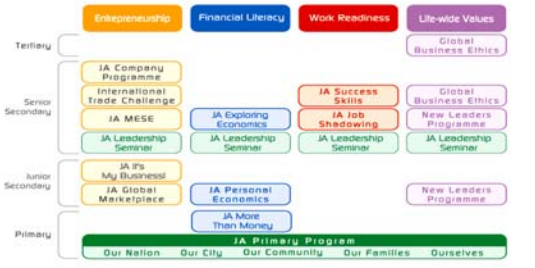 Entrepreneurship Financial Literacy Work Readiness Life-wide Values
Tertiary
Global
Business Ethics
Senior
Secondary
JA Company
Programme
International
Trade Challenge
JA Success
Skills
Global
Business Ethics
JA MESE
JA Exploring
Economics
JA Job
Shadowing
New Leaders
Programme
JA Leadership
Seminar
JA Leadership
Seminar
JA Leadership
Seminar
JA Leadership
Seminar
Junior
Secondary
JA It's
My Business!
JA Global
Marketplace
JA Personal
Economics
New Leaders
Programme
Primary
JA More
Than Money
JA Primary Program
Our Nation Our City Our Community Our Families Ourselves